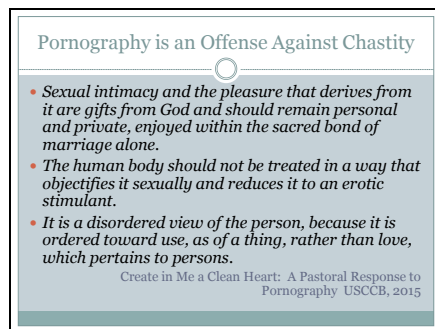 Pornography is an Offense Against Chastity
• Sexual intimacy and the pleasure that derives from
it are gifts from God and should remain personal
and private, enjoyed within the sacred bond of
marriage alone.
• The human body should not be treated in a way that
objectifies it sexually and reduces it to an erotic
stimulant.
• It is a disordered view of the person, because it is
ordered toward use, as of a thing, rather than love,
which pertains to persons.
Create in Me a Clean Heart: A Pastoral Response to
Pornography USCCB, 2015